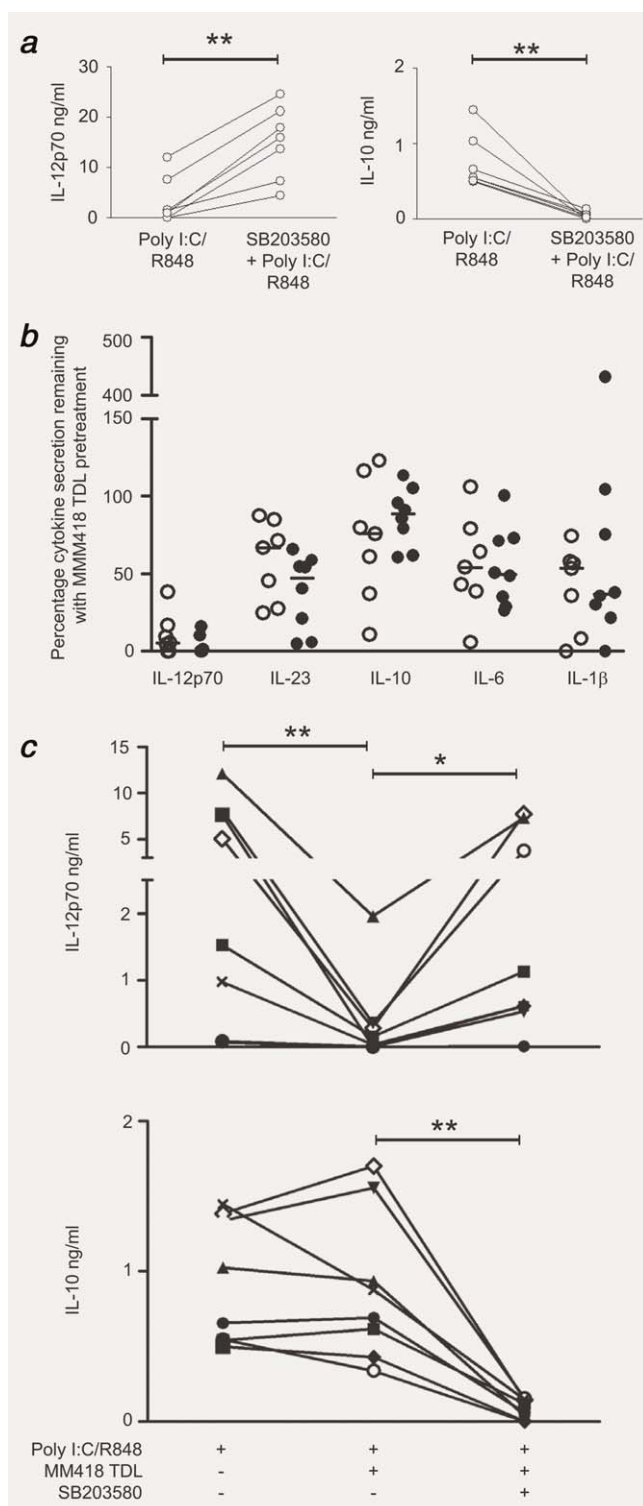 a
**
**
30
20
10
0
IL-12p70 ng/ml
Poly I:C/
R848
SB203580
+ Poly I:C/
R848
2
1
0
IL-10 ng/ml
Poly I:C/
R848
SB203580
+ Poly I:C/
R848
b
Percentage cytokine secretion remaining
with MMM418 TDL pretreatment
500
400
150
100
50
0
IL-12p70 IL-23 IL-10 IL-6 IL-1β
c
** *
15
10
5
2
1
0
IL-12p70 ng/ml
**
2
1
0
IL-10 ng/ml
Poly I:C/R848 + + +
MM418 TDL - + +
SB203580 - - +